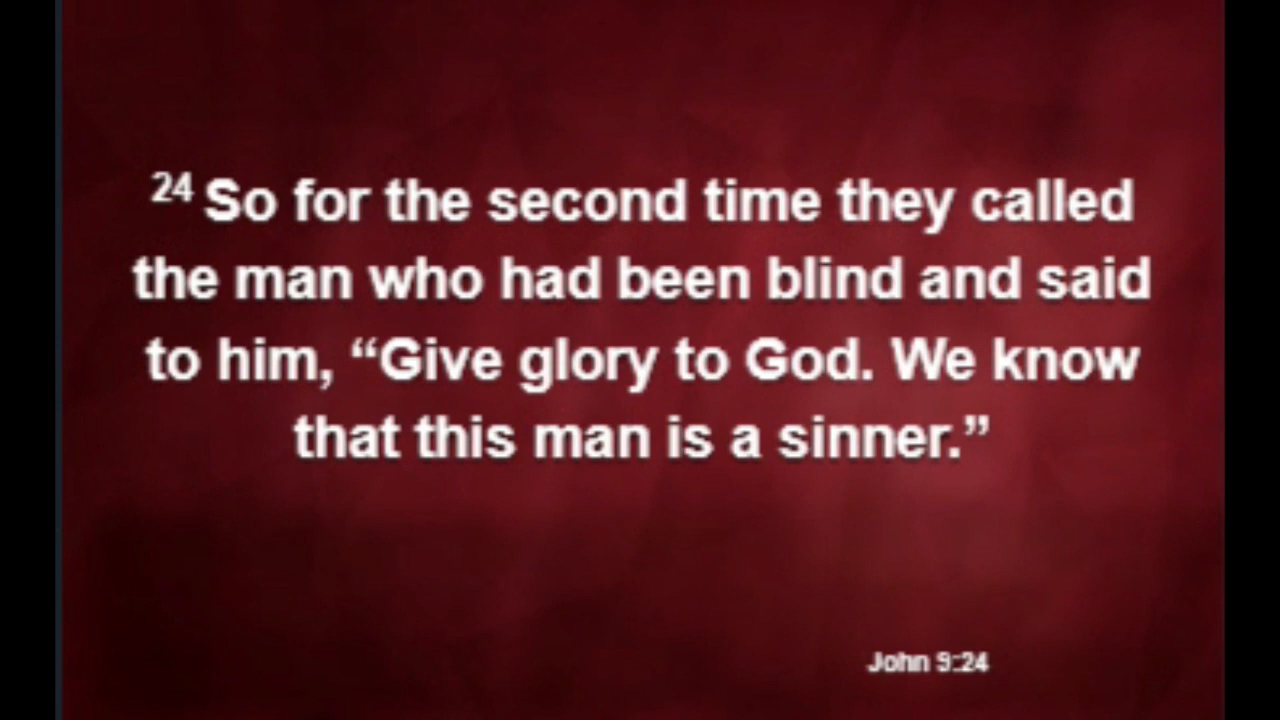 24 So for the second time they called
the man who had been blind and said
to him, “Give glory to God. We know
that this man is a sinner.”
John 9:24